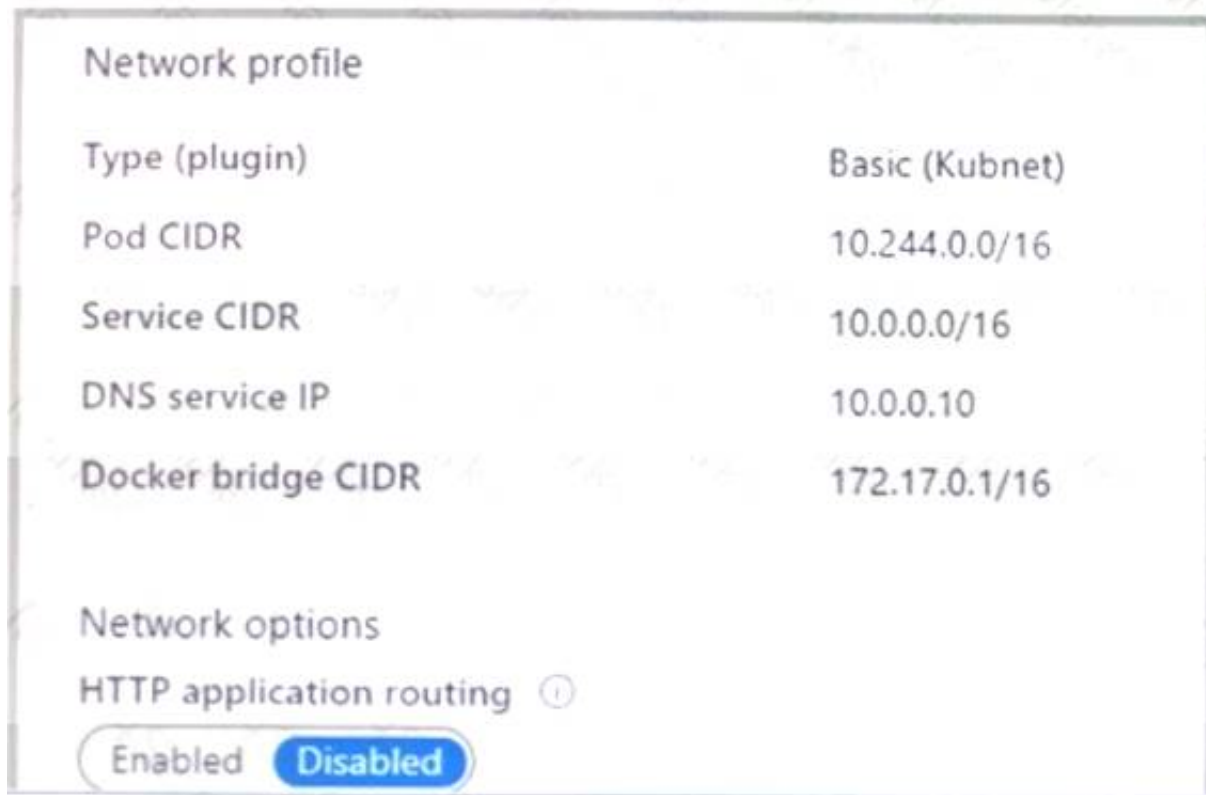 Network profile
Type (plugin) Basic (Kubnet)
Pod CIDR 10.244.0.0/16
Service CIDR 10.0.0.0/16
DNS service IP 10.0.0.10
Docker bridge CIDR 172.17.0.1/16
Network options
HTTP application routing
Enabled Disabled